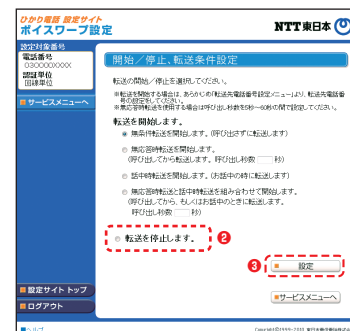 ひかり電話 設定サイト
ボイスワープ設定
NTT東日本
設定対象番号
電話番号
030000XXXX
認証単位
回線単位
サービスメニューへ
設定サイト トップ
ログアウト
開始／停止、転送条件設定
転送の開始／停止を選択してください。
※転送を開始する場合は、あらかじめ「転送先電話番号設定メニュー」より、転送先電話番号の設定をしてください。
※無応答時転送を使用する場合は呼び出し秒数を5秒～60秒の間で設定してください。
転送を開始します。
無条件転送を開始します。(呼び出さずに転送します)
無応答時転送を開始します。
(呼び出してから転送します。呼び出し秒数 秒)
話中時転送を開始します。(お話中の時に転送します)
無応答時転送と話中時転送を組み合わせて開始します。
(呼び出してから、もしくはお話中のときに転送します。
呼び出し秒数 秒)
転送を停止します。
❷
❸
設定
サービスメニューへ
ヘルプ